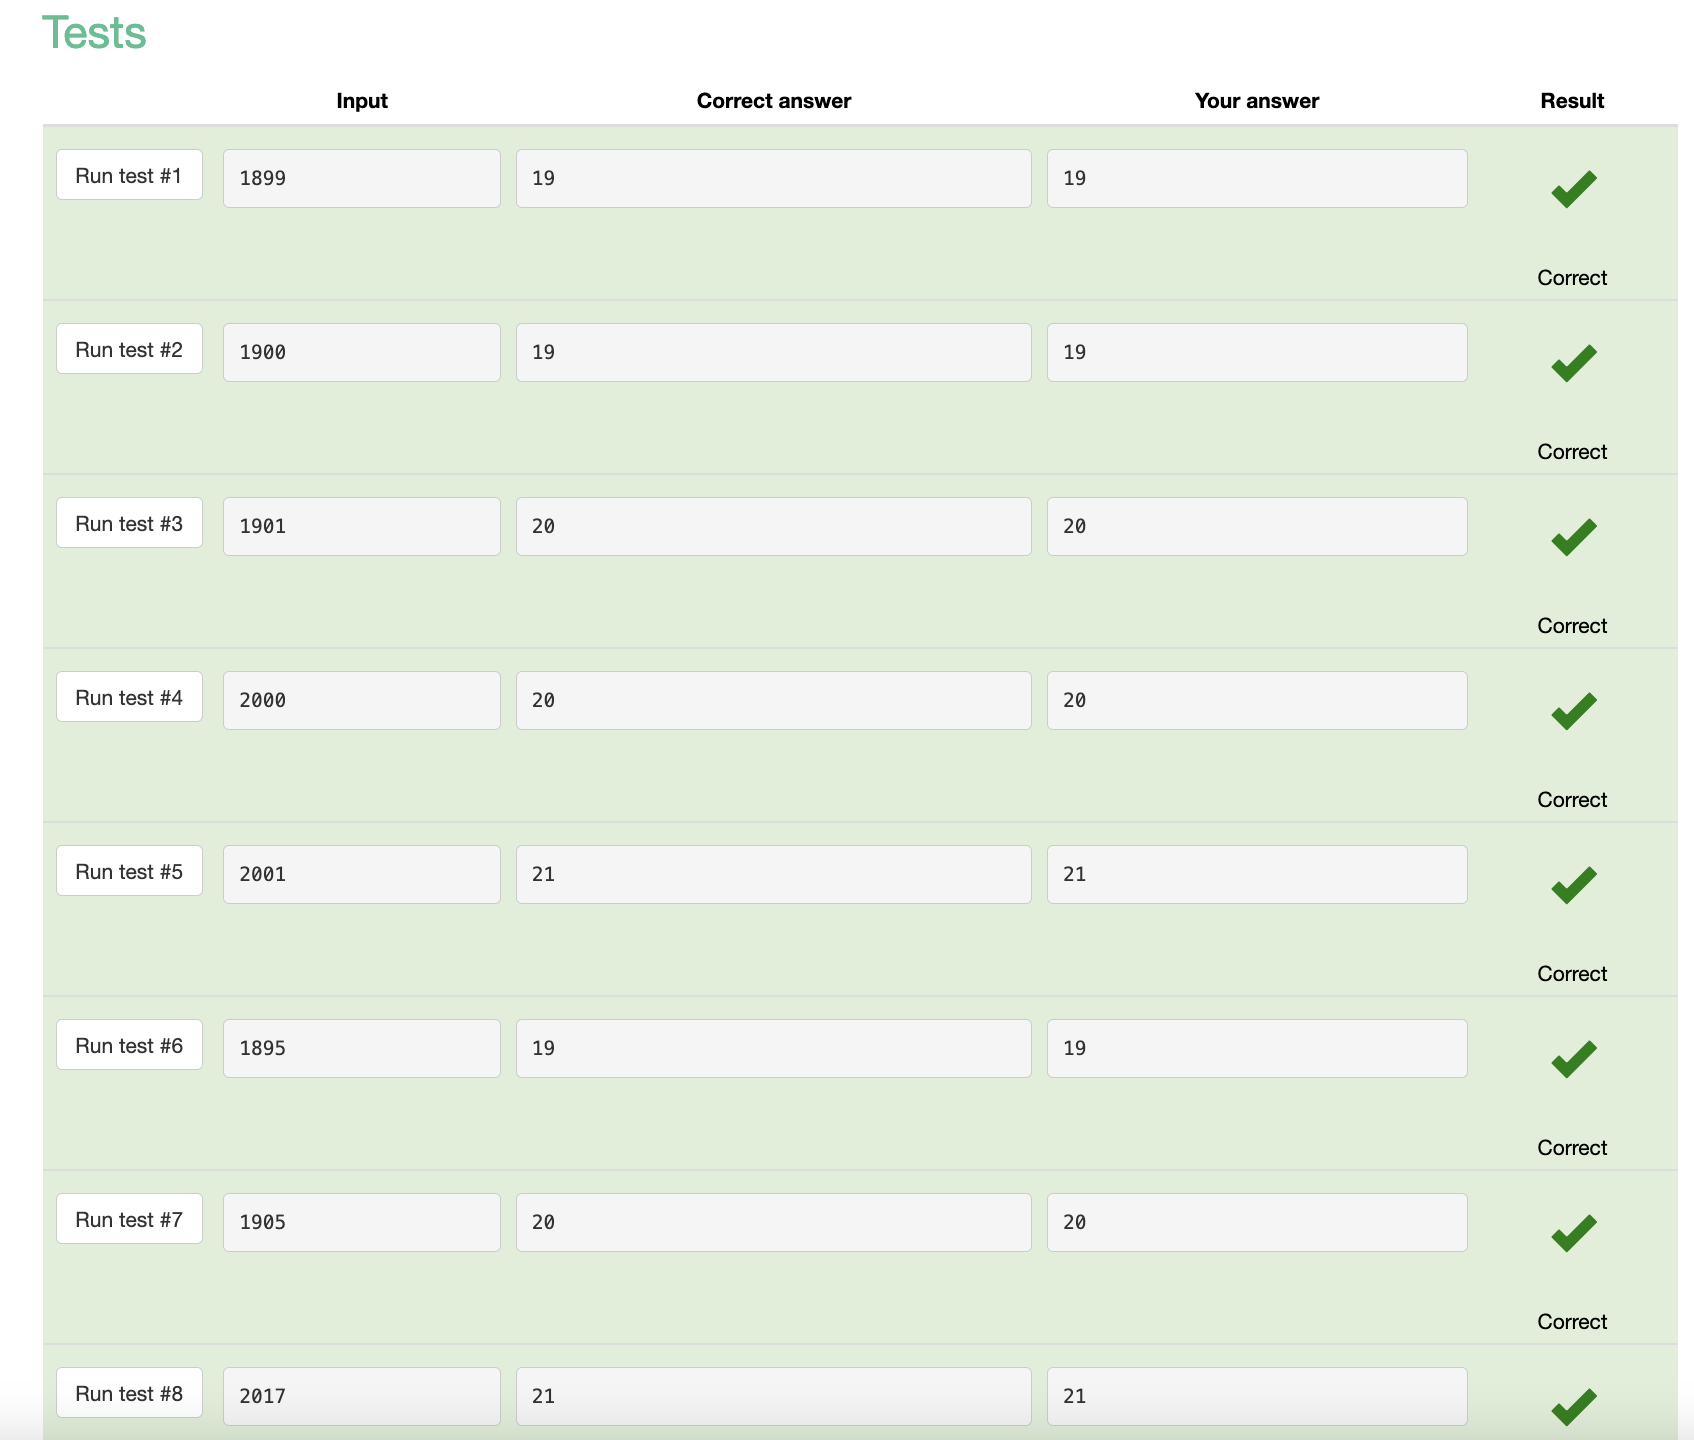 Tests
Input Correct answer Your answer Result
Run test #1 1899 19 19
Correct
Run test #2 1900 19 19
Correct
Run test #3 1901 20 20
Correct
Run test #4 2000 20 20
Correct
Run test #5 2001 21 21
Correct
Run test #6 1895 19 19
Correct
Run test #7 1905 20 20
Correct
Run test #8 2017 21 21